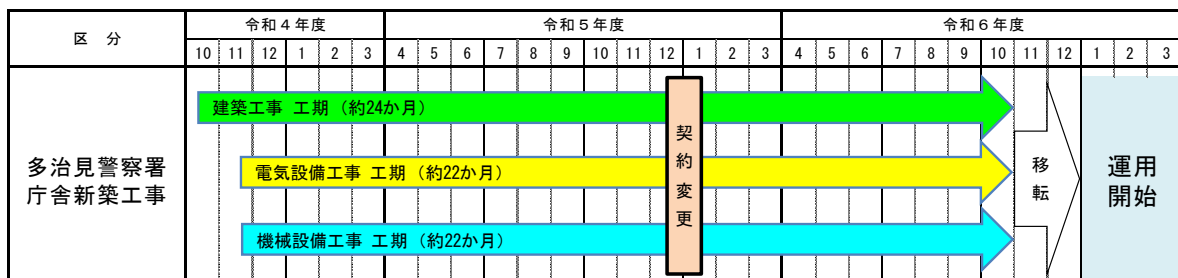 区 分
令和４年度 令和５年度 令和６年度
10 11 12 1 2 3 4 5 6 7 8 9 10 11 12 1 2 3 4 5 6 7 8 9 10 11 12 1 2 3
多治見警察署
庁舎新築工事
建築工事 工期（約24か月）
電気設備工事 工期（約22か月）
機械設備工事 工期（約22か月）
契約変更
移転
運用
開始